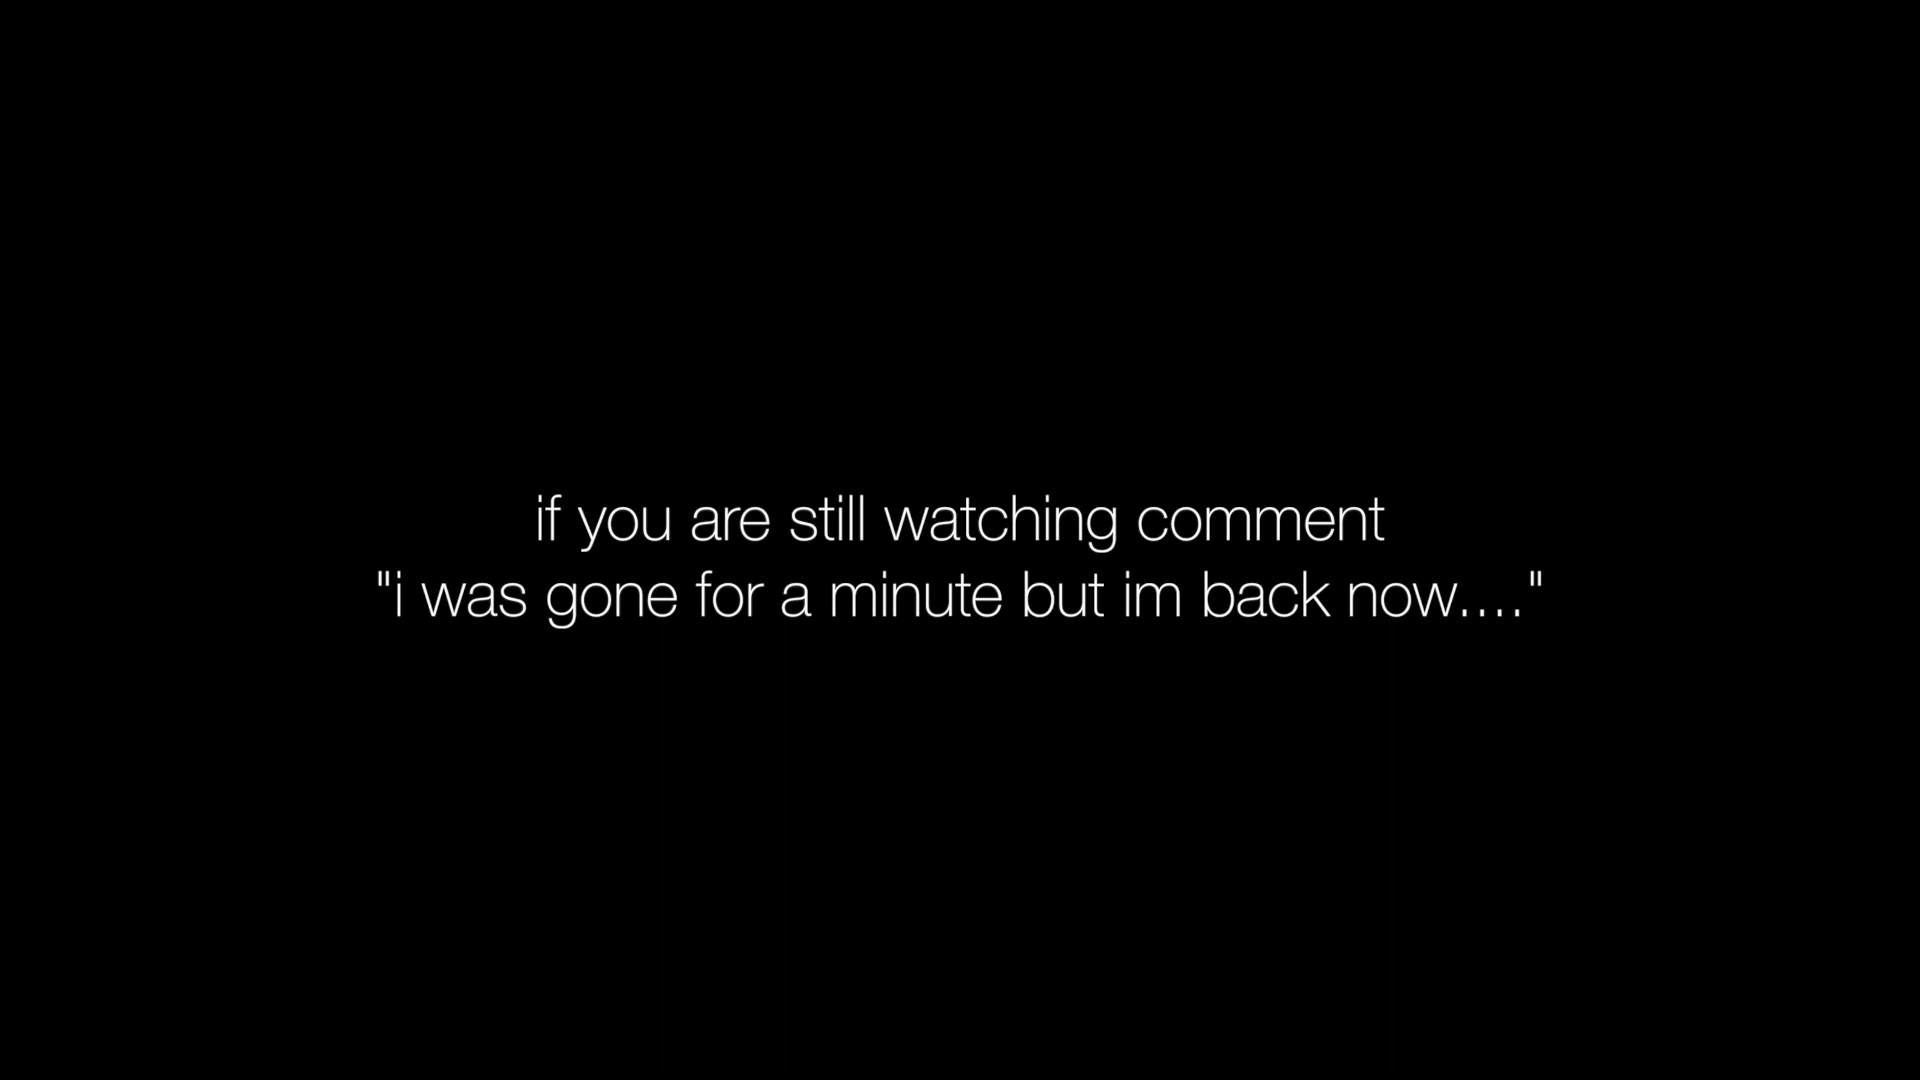 if you are still watching comment
"i was gone for a minute but im back now...."